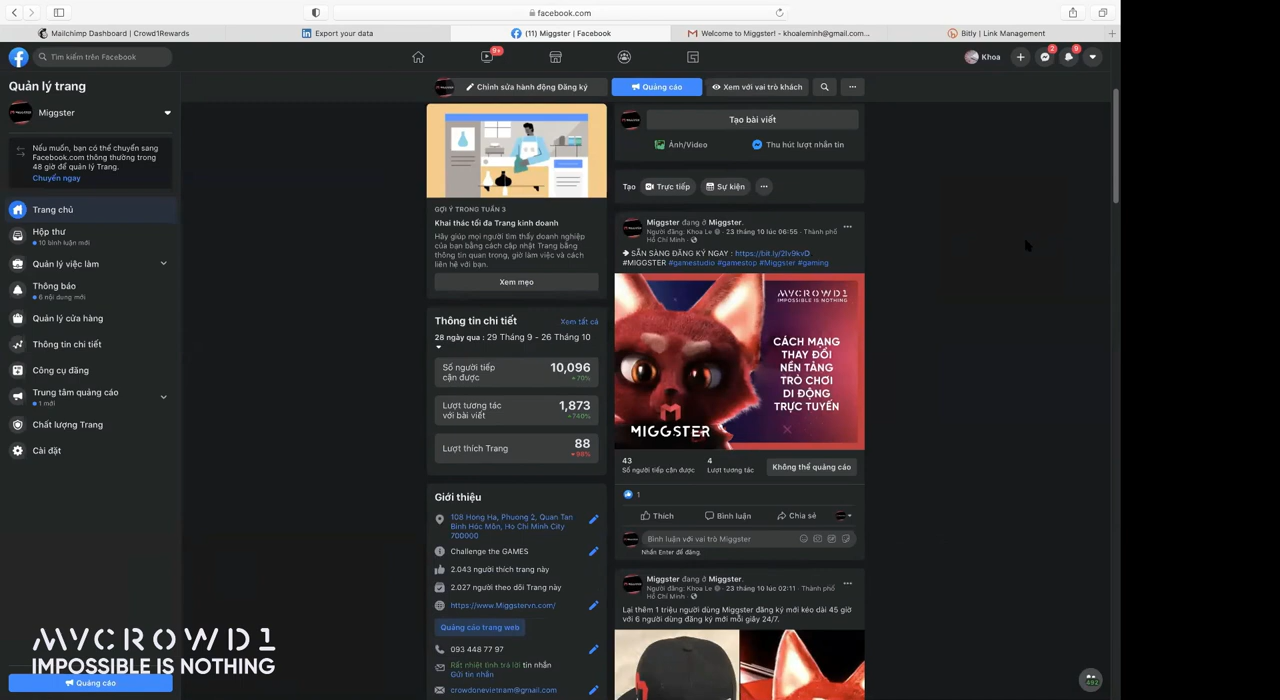 facebook.com
Mailchimp Dashboard | Crowd1Rewards
Export your data
(11) Miggster | Facebook
Welcome to Miggster! - khoaleminh@gmail.com...
Bitly | Link Management
Tìm kiếm trên Facebook
9+
Khoa
2
9
Quản lý trang
Miggster
Nếu muốn, bạn có thể chuyển sang
Facebook.com thông thường trong
48 giờ để quản lý Trang.
Chuyển ngay
Trang chủ
Hộp thư
10 bình luận mới
Quản lý việc làm
Thông báo
6 nội dung mới
Quản lý cửa hàng
Thông tin chi tiết
Công cụ đăng
Trung tâm quảng cáo
1 mới
Chất lượng Trang
Cài đặt
MYCROWD1
IMPOSSIBLE IS NOTHING
Quảng cáo
Chỉnh sửa hành động Đăng ký
Quảng cáo
Xem với vai trò khách
GỢI Ý TRONG TUẦN 3
Khai thác tối đa Trang kinh doanh
Hãy giúp mọi người tìm thấy doanh nghiệp
của bạn bằng cách cập nhật Trang bằng
thông tin quan trọng, giờ làm việc và cách
liên hệ với bạn.
Xem mẹo
Thông tin chi tiết
Xem tất cả
28 ngày qua : 29 Tháng 9 - 26 Tháng 10
Số người tiếp
cận được
10,096
+70%
Lượt tương tác
với bài viết
1,873
+740%
Lượt thích Trang
88
98%
Giới thiệu
108 Hong Ha, Phuong 2, Quan Tan
Binh Hóc Môn, Ho Chi Minh City
700000
Challenge the GAMES
2.043 người thích trang này
2.027 người theo dõi Trang này
https://www.Miggstervn.com/
Quảng cáo trang web
093 448 77 97
Rất nhiệt tình trả lời tin nhắn
Gửi tin nhắn
crowdonevietnam@gmail.com
Tạo bài viết
Ảnh/Video
Thu hút lượt nhắn tin
Tạo
Trực tiếp
Sự kiện
Miggster đang ở Miggster.
Người đăng: Khoa Le · 23 tháng 10 lúc 06:55 · Thành phố
Hồ Chí Minh ·
SẴN SÀNG ĐĂNG KÝ NGAY : https://bit.ly/2Iv9kvD
#MIGGSTER #gamestudio #gamestop #Miggster #gaming
MYCROWD1
IMPOSSIBLE IS NOTHING
CÁCH MẠNG
THAY ĐỔI
NỀN TẢNG
TRÒ CHƠI
DI ĐỘNG
TRỰC TUYẾN
MIGGSTER
43
Số người tiếp cận được
4
Lượt tương tác
Không thể quảng cáo
1
Thích
Bình luận
Chia sẻ
Bình luận với vai trò Miggster
Nhấn Enter để đăng.
Miggster đang ở Miggster.
Người đăng: Khoa Le · 23 tháng 10 lúc 02:11 · Thành phố
Hồ Chí Minh ·
Lại thêm 1 triệu người dùng Miggster đăng ký mới kéo dài 45 giờ
với 6 người dùng đăng ký mới mỗi giây 24/7.